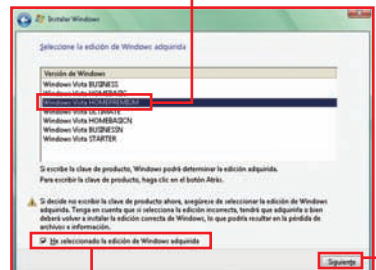 Instalar Windows
Seleccione la edición de Windows adquirida
Versión de Windows
Windows Vista BUSINESS
Windows Vista HOMEBASIC
Windows Vista HOMEPREMIUM
Windows Vista ULTIMATE
Windows Vista HOMEBASICN
Windows Vista BUSINESSN
Windows Vista STARTER
Si escribe la clave de producto, Windows podrá determinar la edición adquirida.
Para escribir la clave de producto, haga clic en el botón Atrás.
Si decide no escribir la clave de producto ahora, asegúrese de seleccionar la edición de Windows
adquirida. Tenga en cuenta que si selecciona la edición incorrecta, tendrá que adquirirla o bien
deberá volver a instalar la edición correcta de Windows, lo que podría resultar en la pérdida de
archivos e información.
He seleccionado la edición de Windows adquirida
Siguiente